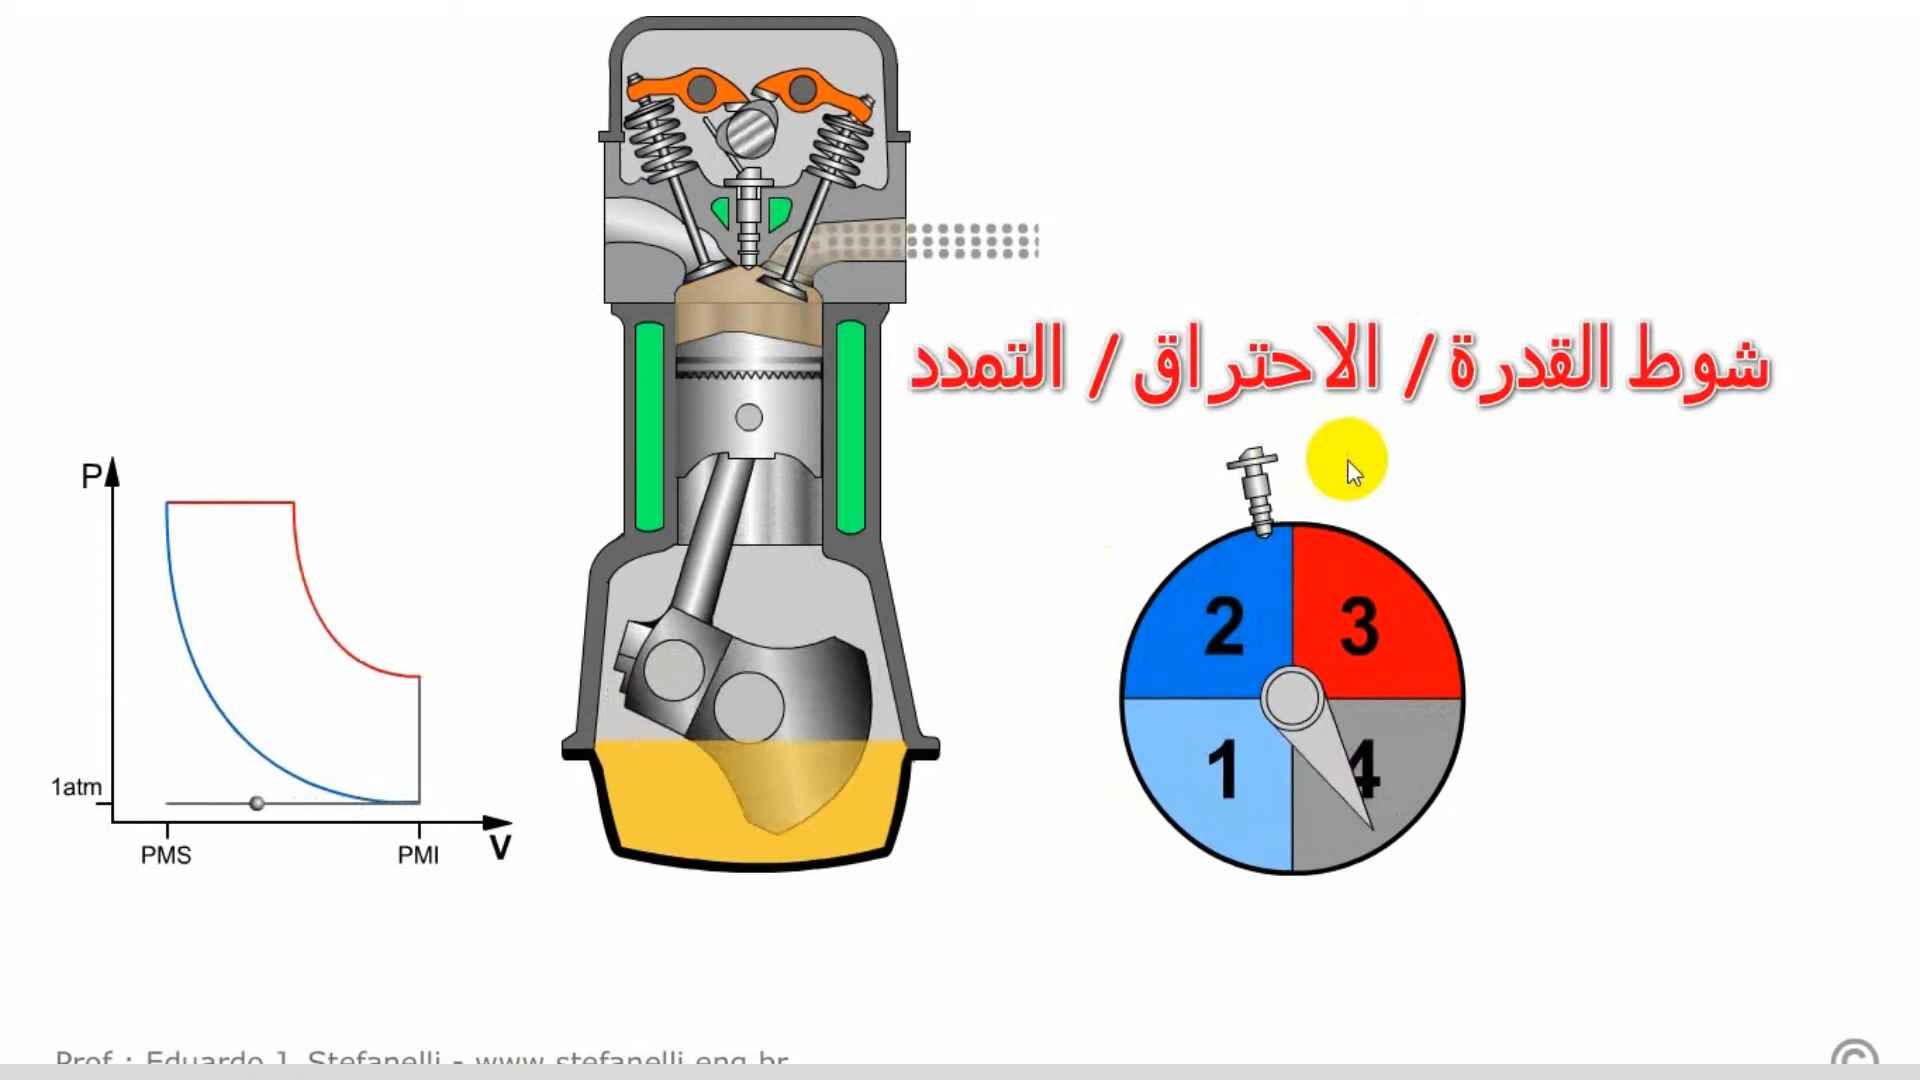 شوط القدرة / الاحتراق / التمدد
P
2
3
1
4
1atm
PMS
PMI
V
Prof.: Eduardo J. Stefanelli - www.stefanelli.eng.br
©